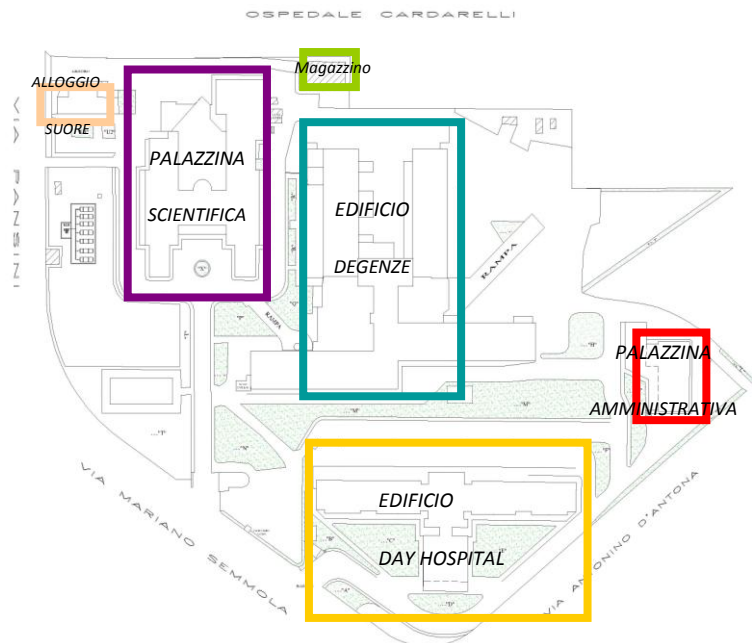 OSPEDALE CARDARELLI
Magazzino
ALLOGGIO
SUORE
VIA PANSINI
PALAZZINA
SCIENTIFICA
EDIFICIO
DEGENZE
RAMPA
RAMPA
PALAZZINA
AMMINISTRATIVA
EDIFICIO
DAY HOSPITAL
VIA MARIANO SEMMOLA
VIA ANTONINO D'ANTONA